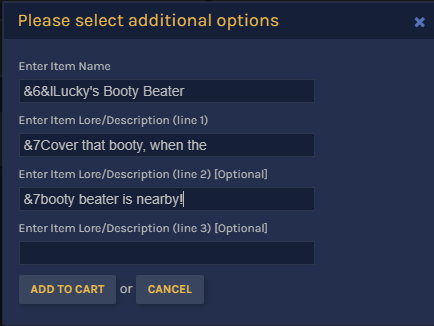 Please select additional options
×
Enter Item Name
&6&lLucky's Booty Beater
Enter Item Lore/Description (line 1)
&7Cover that booty, when the
Enter Item Lore/Description (line 2) [Optional]
&7booty beater is nearby!
Enter Item Lore/Description (line 3) [Optional]
ADD TO CART or CANCEL